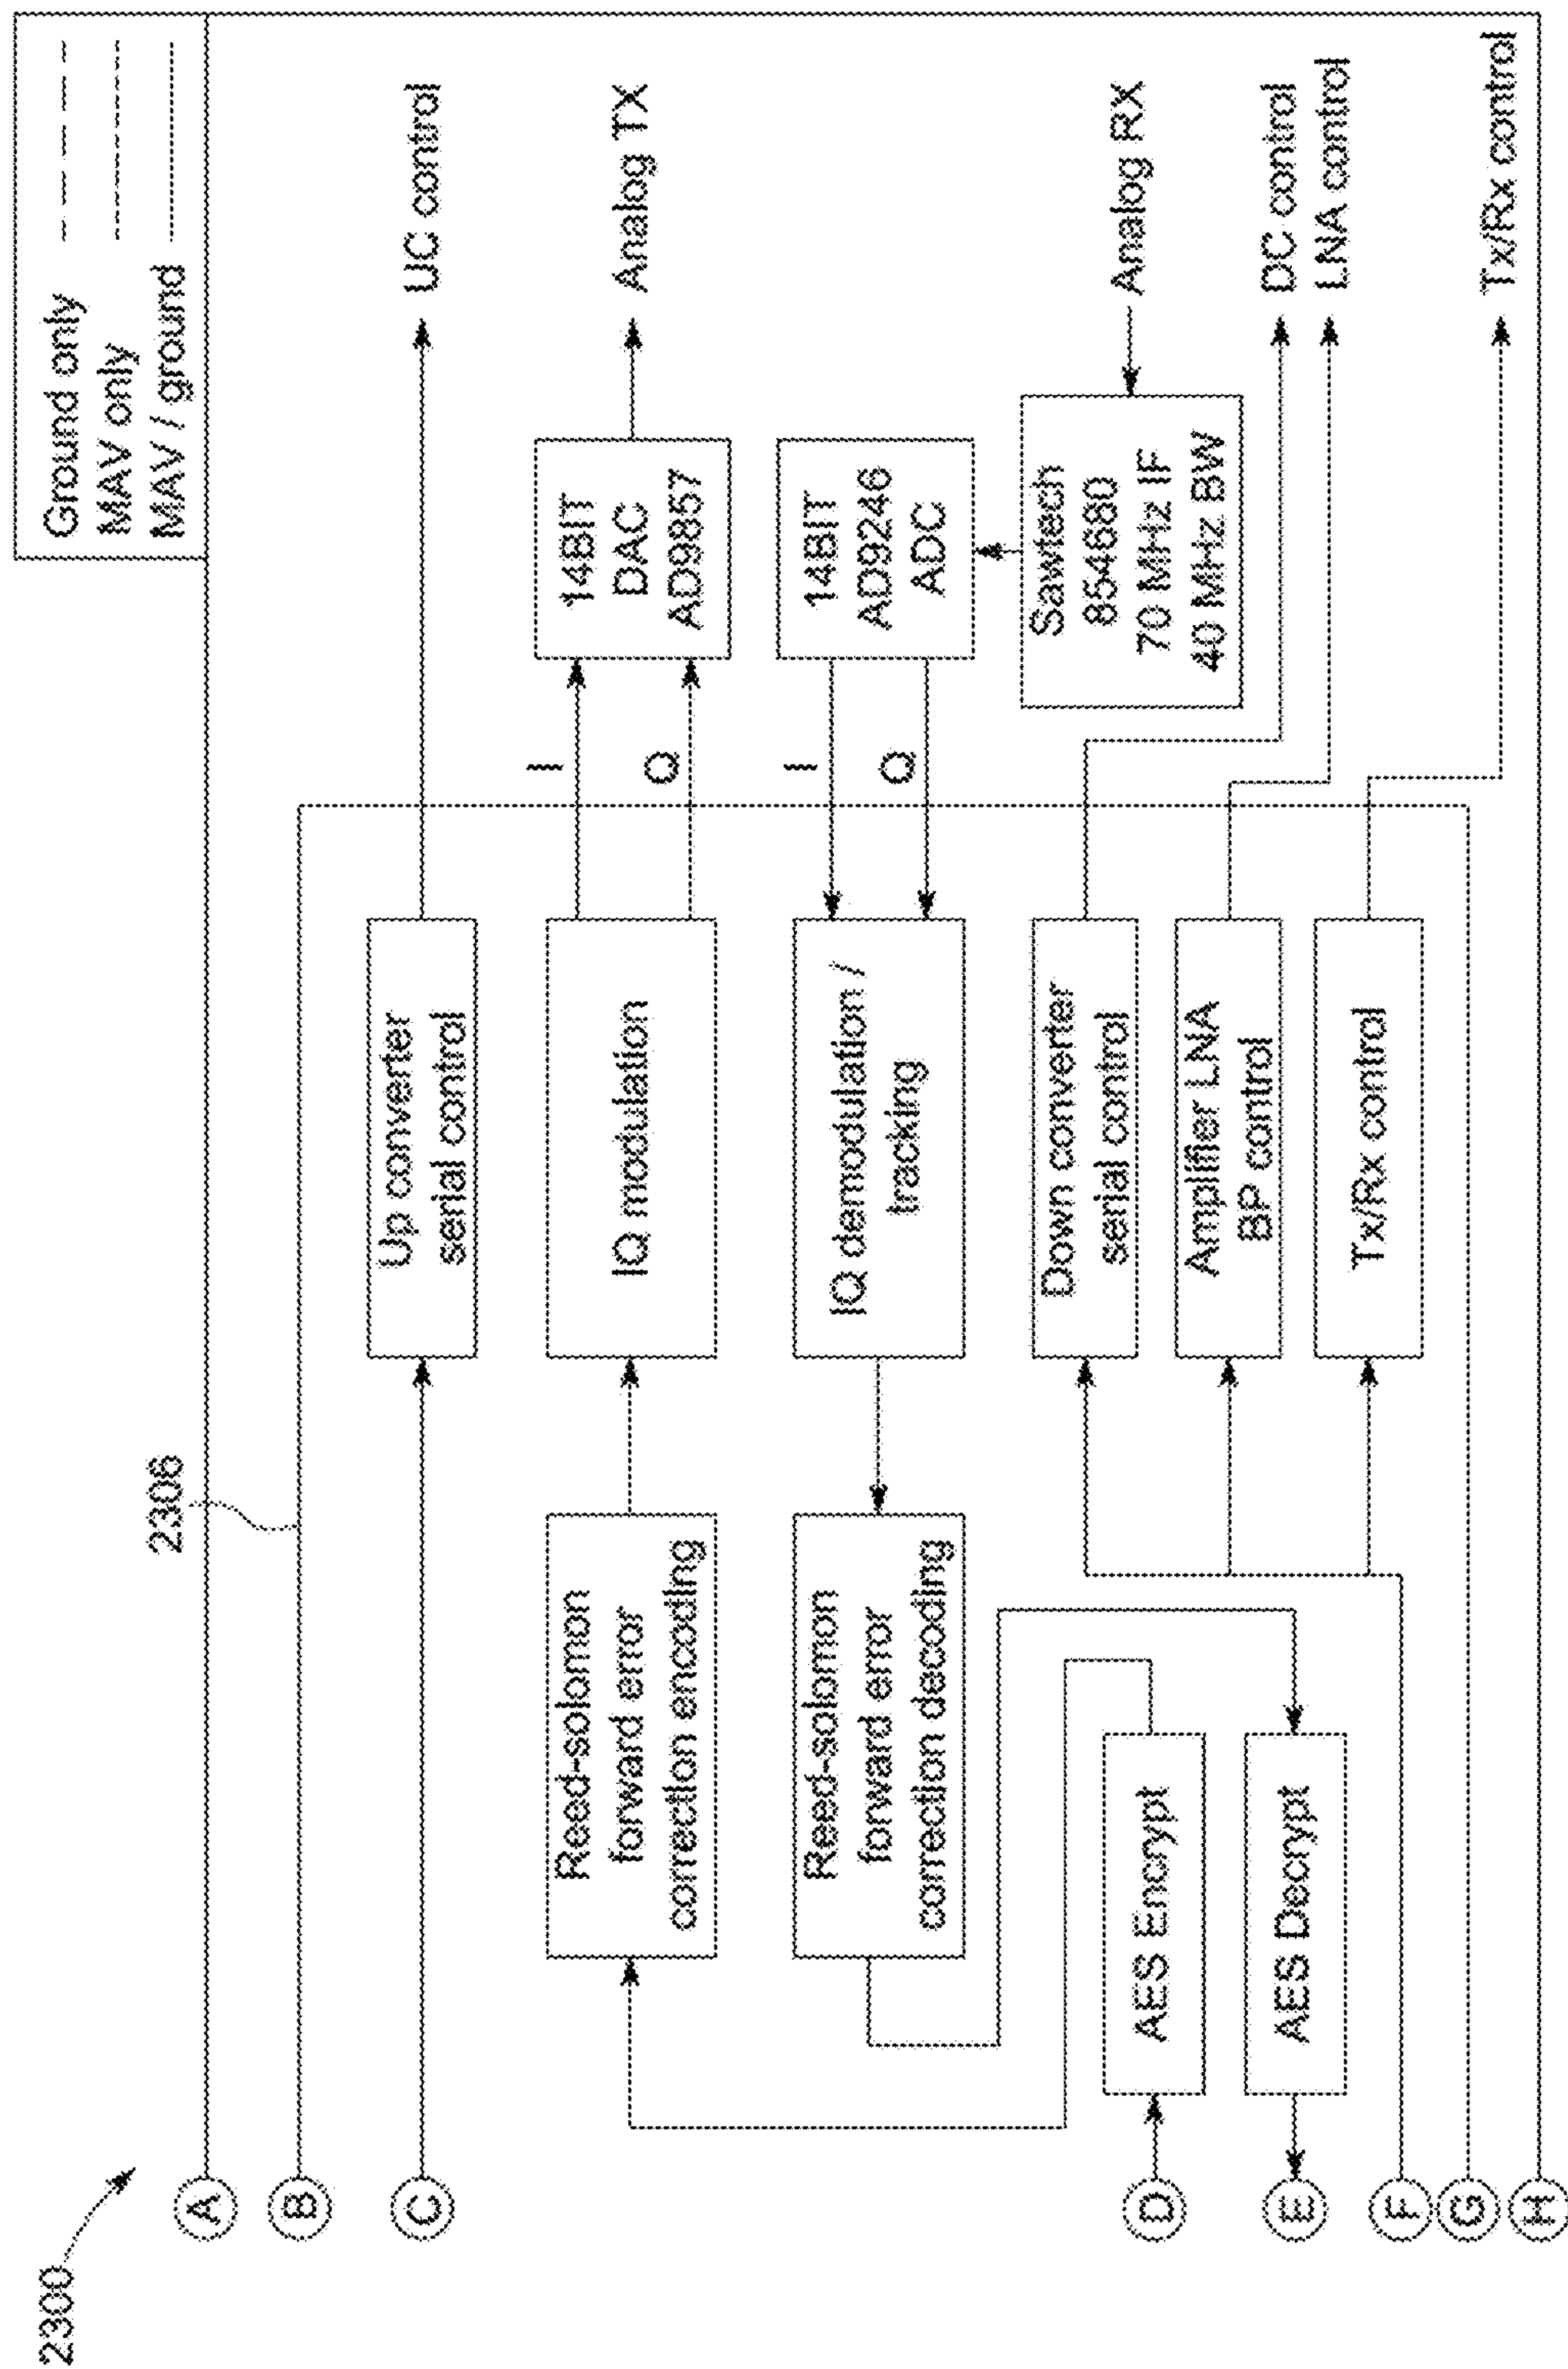 2300
2306
Ground only
MAV only
MAV / ground
A
B
C
D
E
F
G
H
Up converter
serial control
UC control
Reed-solomon
forward error
correction encoding
IQ modulation
I
Q
14BIT
DAC
AD9857
Analog TX
Reed-solomon
forward error
correction decoding
IQ demodulation /
tracking
I
Q
14BIT
AD9246
ADC
Sawtech
854680
70 MHz IF
40 MHz BW
Analog RX
AES Encrypt
AES Decrypt
Down converter
serial control
DC control
Amplifier LNA
BP control
LNA control
Tx/Rx control
Tx/Rx control